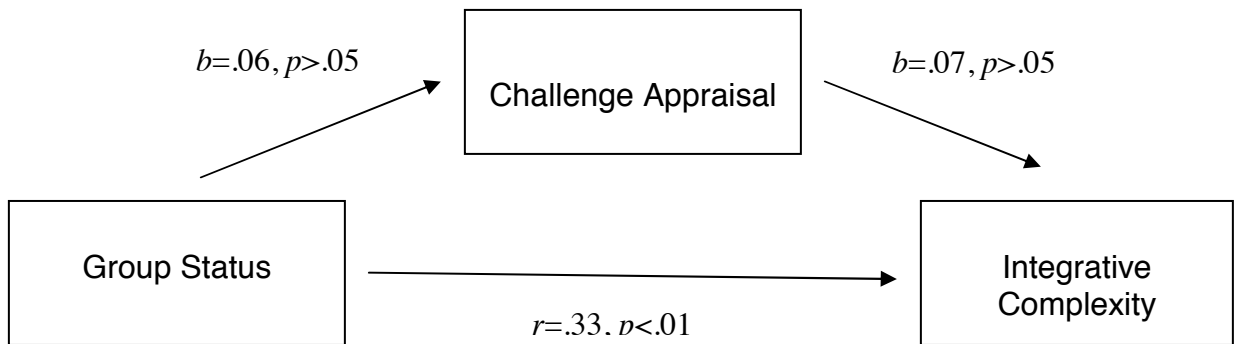 b=.06, p>.05
b=.07, p>.05
Challenge Appraisal
Group Status
Integrative
Complexity
r=.33, p<.01